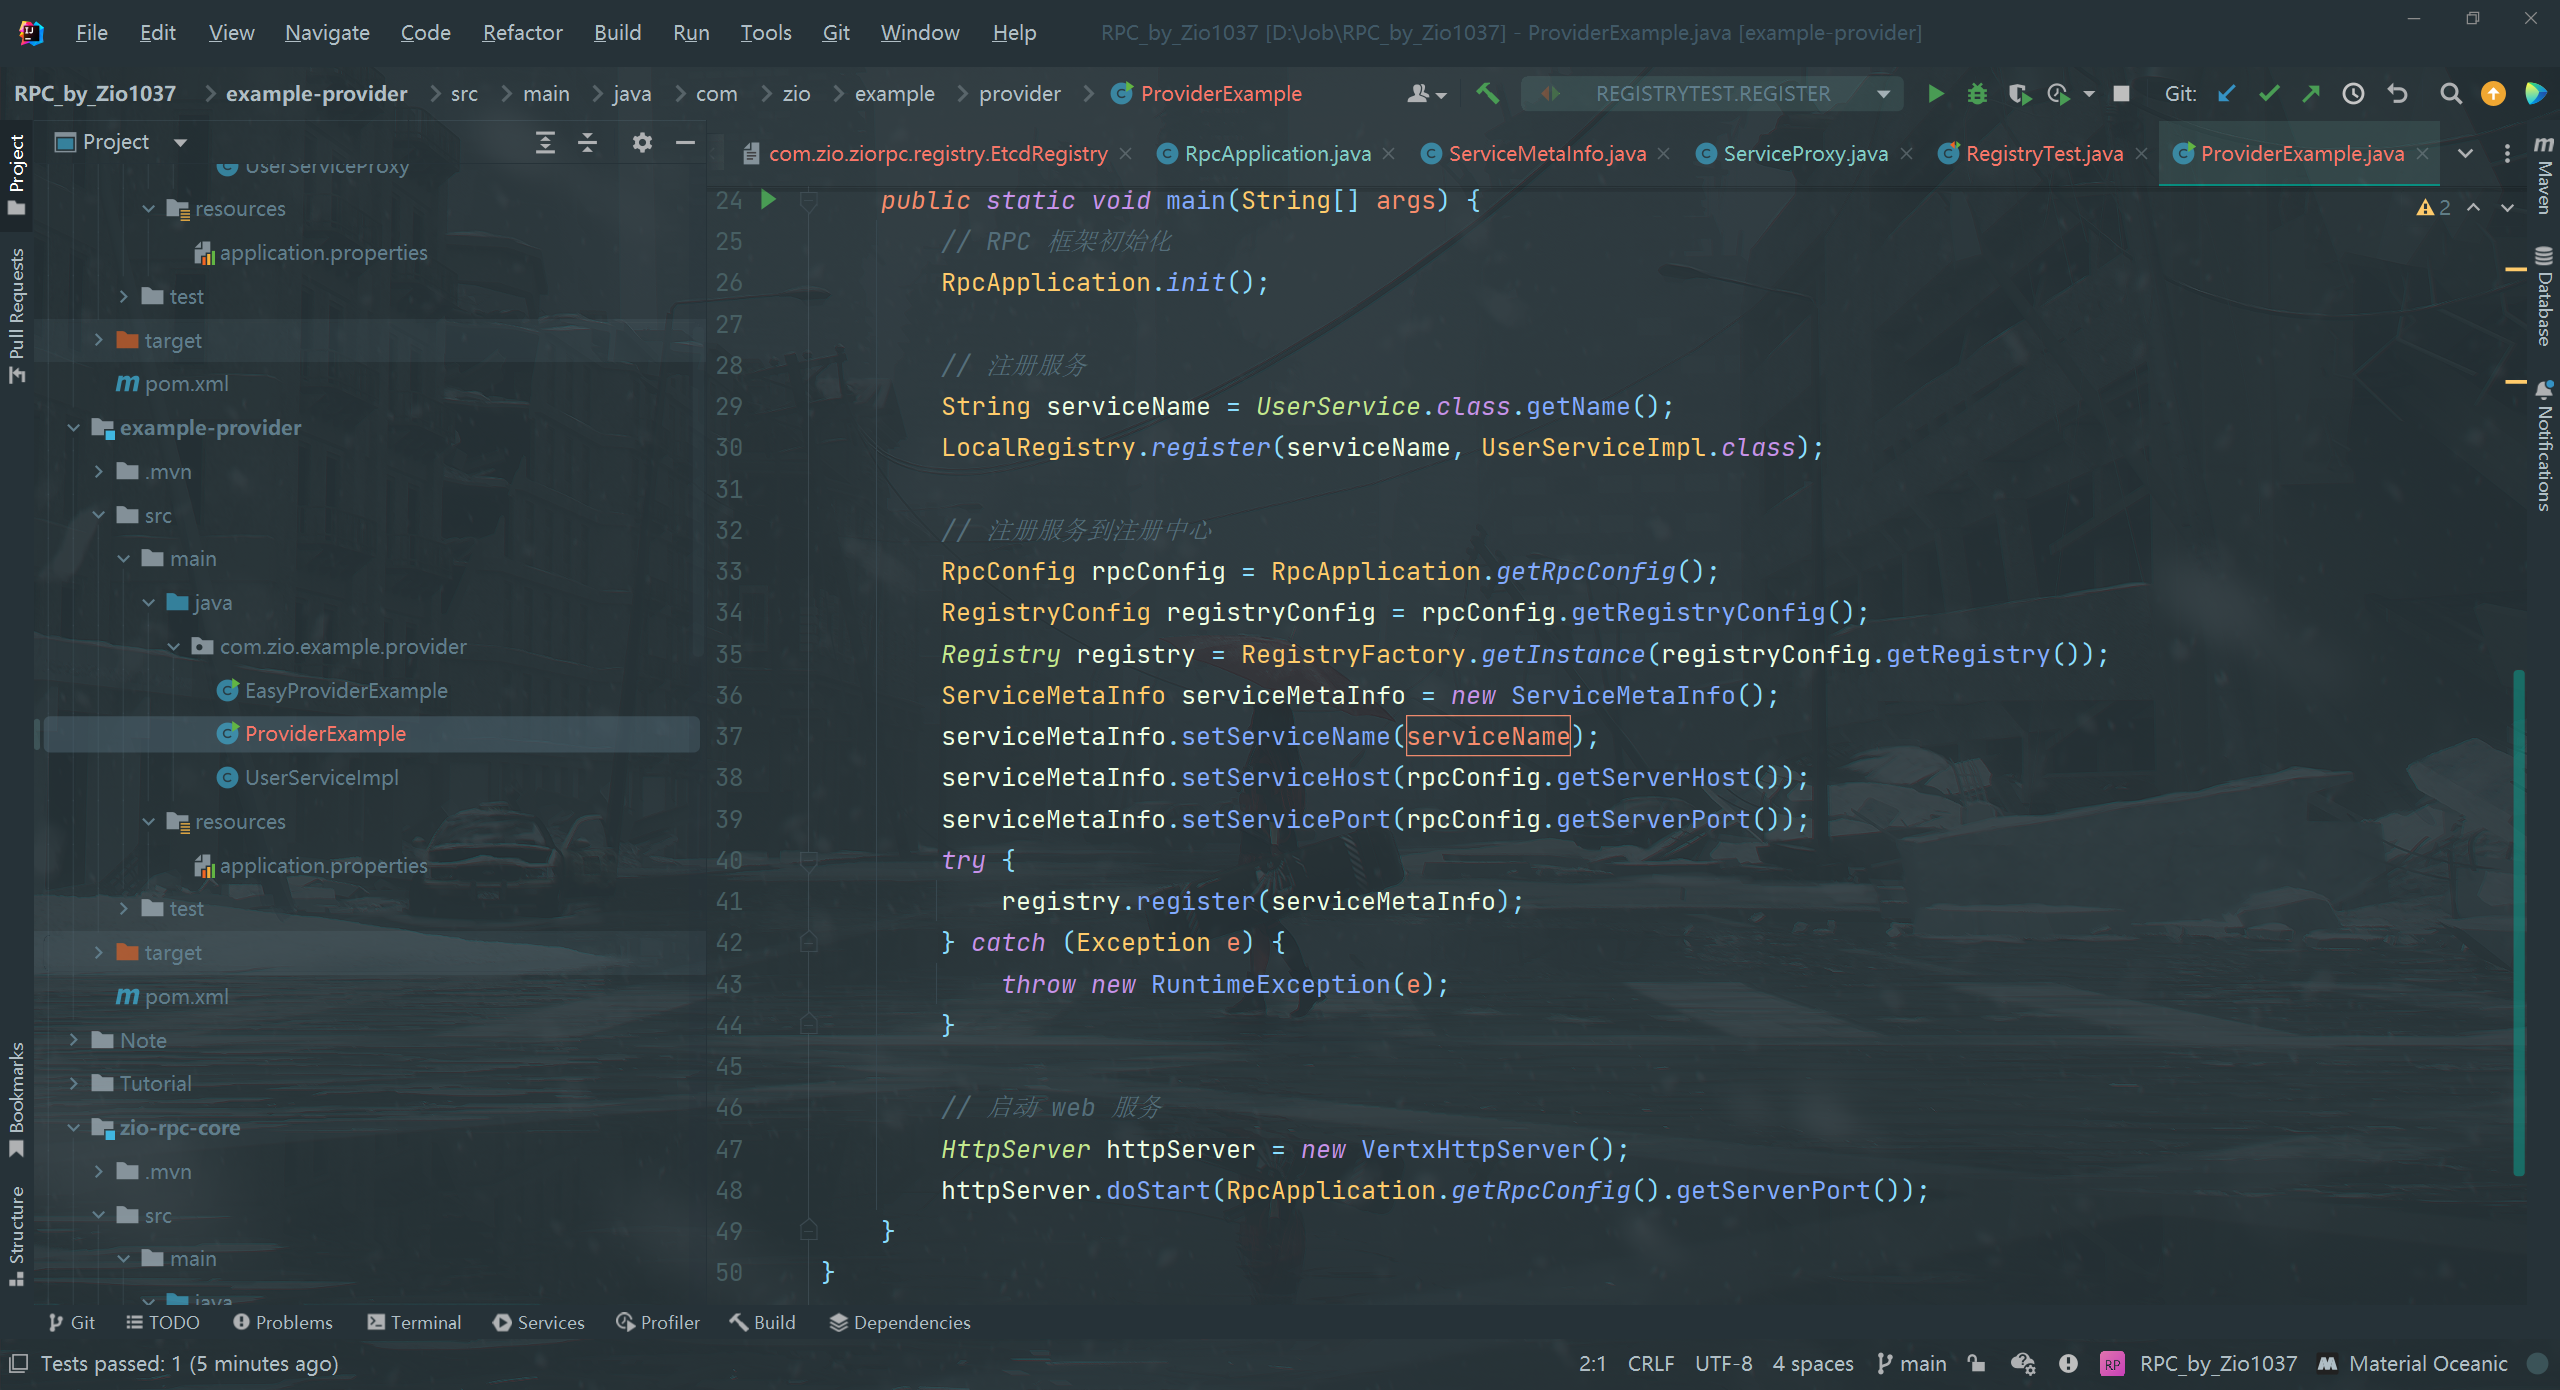 File Edit View Navigate Code Refactor Build Run Tools Git Window Help RPC_by_Zio1037 [D:\Job\RPC_by_Zio1037] - ProviderExample.java [example-provider]
RPC_by_Zio1037 example-provider src main java com zio example provider ProviderExample REGISTRYTEST.REGISTER Git:
Project
com.zio.ziorpc.registry.EtcdRegistry RpcApplication.java ServiceMetaInfo.java ServiceProxy.java RegistryTest.java ProviderExample.java
2
Project
Pull Requests
Bookmarks
Structure
Maven
Database
Notifications
UserServiceProxy
resources
application.properties
test
target
pom.xml
example-provider
.mvn
src
main
java
com.zio.example.provider
EasyProviderExample
ProviderExample
UserServiceImpl
resources
application.properties
test
target
pom.xml
Note
Tutorial
zio-rpc-core
.mvn
src
main
java
24 public static void main(String[] args) {
25 // RPC 框架初始化
26 RpcApplication.init();
27
28 // 注册服务
29 String serviceName = UserService.class.getName();
30 LocalRegistry.register(serviceName, UserServiceImpl.class);
31
32 // 注册服务到注册中心
33 RpcConfig rpcConfig = RpcApplication.getRpcConfig();
34 RegistryConfig registryConfig = rpcConfig.getRegistryConfig();
35 Registry registry = RegistryFactory.getInstance(registryConfig.getRegistry());
36 ServiceMetaInfo serviceMetaInfo = new ServiceMetaInfo();
37 serviceMetaInfo.setServiceName(serviceName);
38 serviceMetaInfo.setServiceHost(rpcConfig.getServerHost());
39 serviceMetaInfo.setServicePort(rpcConfig.getServerPort());
40 try {
41 registry.register(serviceMetaInfo);
42 } catch (Exception e) {
43 throw new RuntimeException(e);
44 }
45
46 // 启动 web 服务
47 HttpServer httpServer = new VertxHttpServer();
48 httpServer.doStart(RpcApplication.getRpcConfig().getServerPort());
49 }
50 }
Git TODO Problems Terminal Services Profiler Build Dependencies
Tests passed: 1 (5 minutes ago) 2:1 CRLF UTF-8 4 spaces main RP RPC_by_Zio1037 Material Oceanic